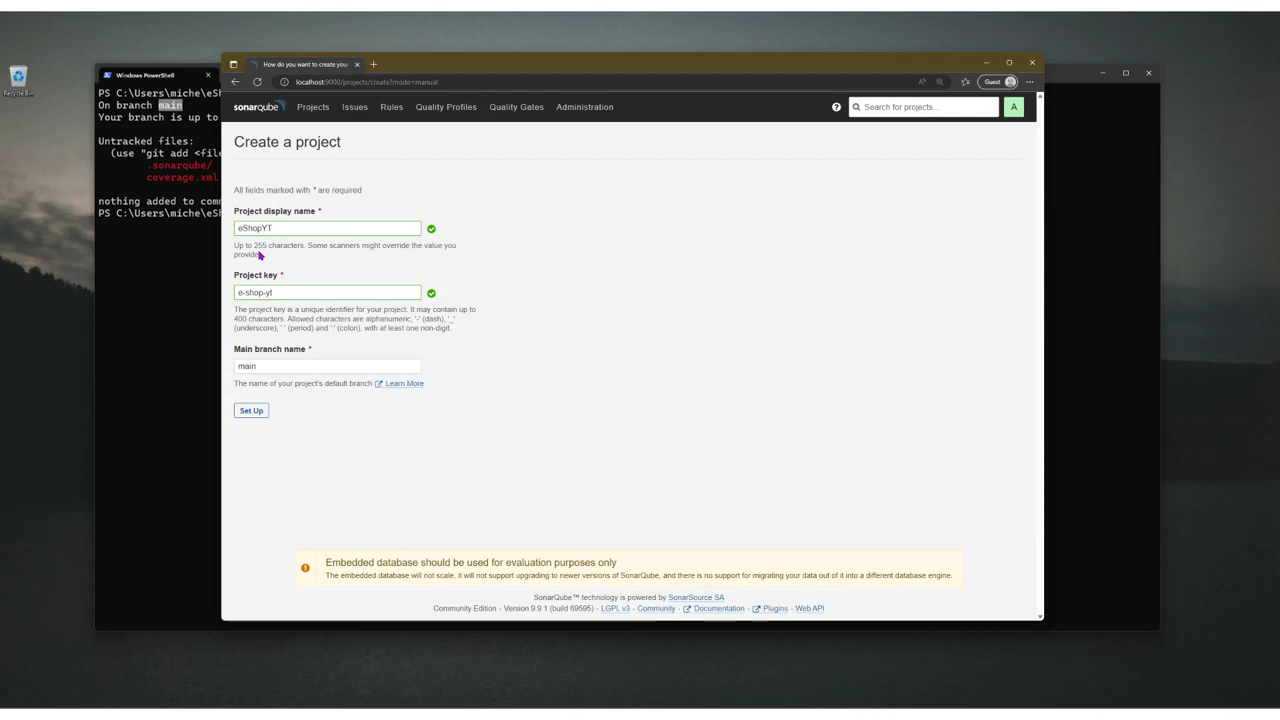 Recycle Bin
Windows PowerShell
PS C:\Users\miche\eSh
On branch main
Your branch is up to
Untracked files:
(use "git add <file
.sonarqube/
coverage.xml
nothing added to comm
PS C:\Users\miche\eSh
How do you want to create your
localhost:9000/projects/create?mode=manual
Guest
sonarqube Projects Issues Rules Quality Profiles Quality Gates Administration
Search for projects...
A
Create a project
All fields marked with * are required
Project display name *
eShopYT
Up to 255 characters. Some scanners might override the value you
provide.
Project key *
e-shop-yt
The project key is a unique identifier for your project. It may contain up to
400 characters. Allowed characters are alphanumeric, '-' (dash), '_'
(underscore), '.' (period) and ':' (colon), with at least one non-digit.
Main branch name *
main
The name of your project's default branch Learn More
Set Up
Embedded database should be used for evaluation purposes only
The embedded database will not scale, it will not support upgrading to newer versions of SonarQube, and there is no support for migrating your data out of it into a different database engine.
SonarQube™ technology is powered by SonarSource SA
Community Edition - Version 9.9.1 (build 69595) - LGPL v3 - Community - Documentation - Plugins - Web API